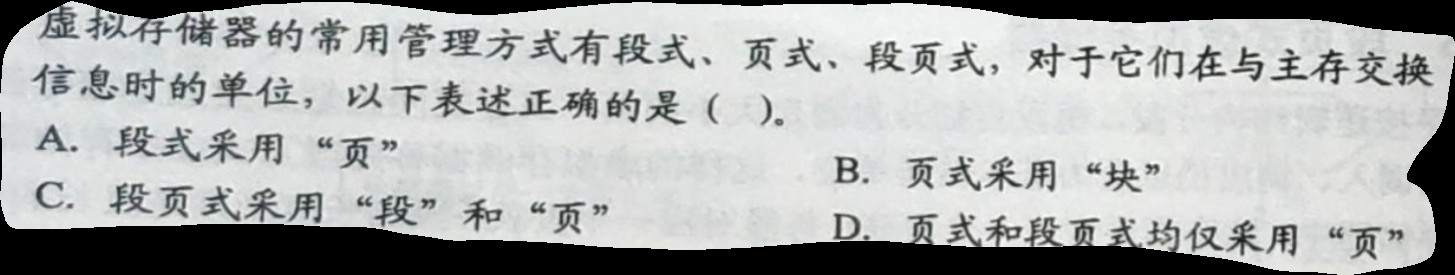 虚拟存储器的常用管理方式有段式、页式、段页式，对于它们在与主存交换
信息时的单位，以下表述正确的是（ ）。
A. 段式采用“页”
B. 页式采用“块”
C. 段页式采用“段”和“页”
D. 页式和段页式均仅采用“页”